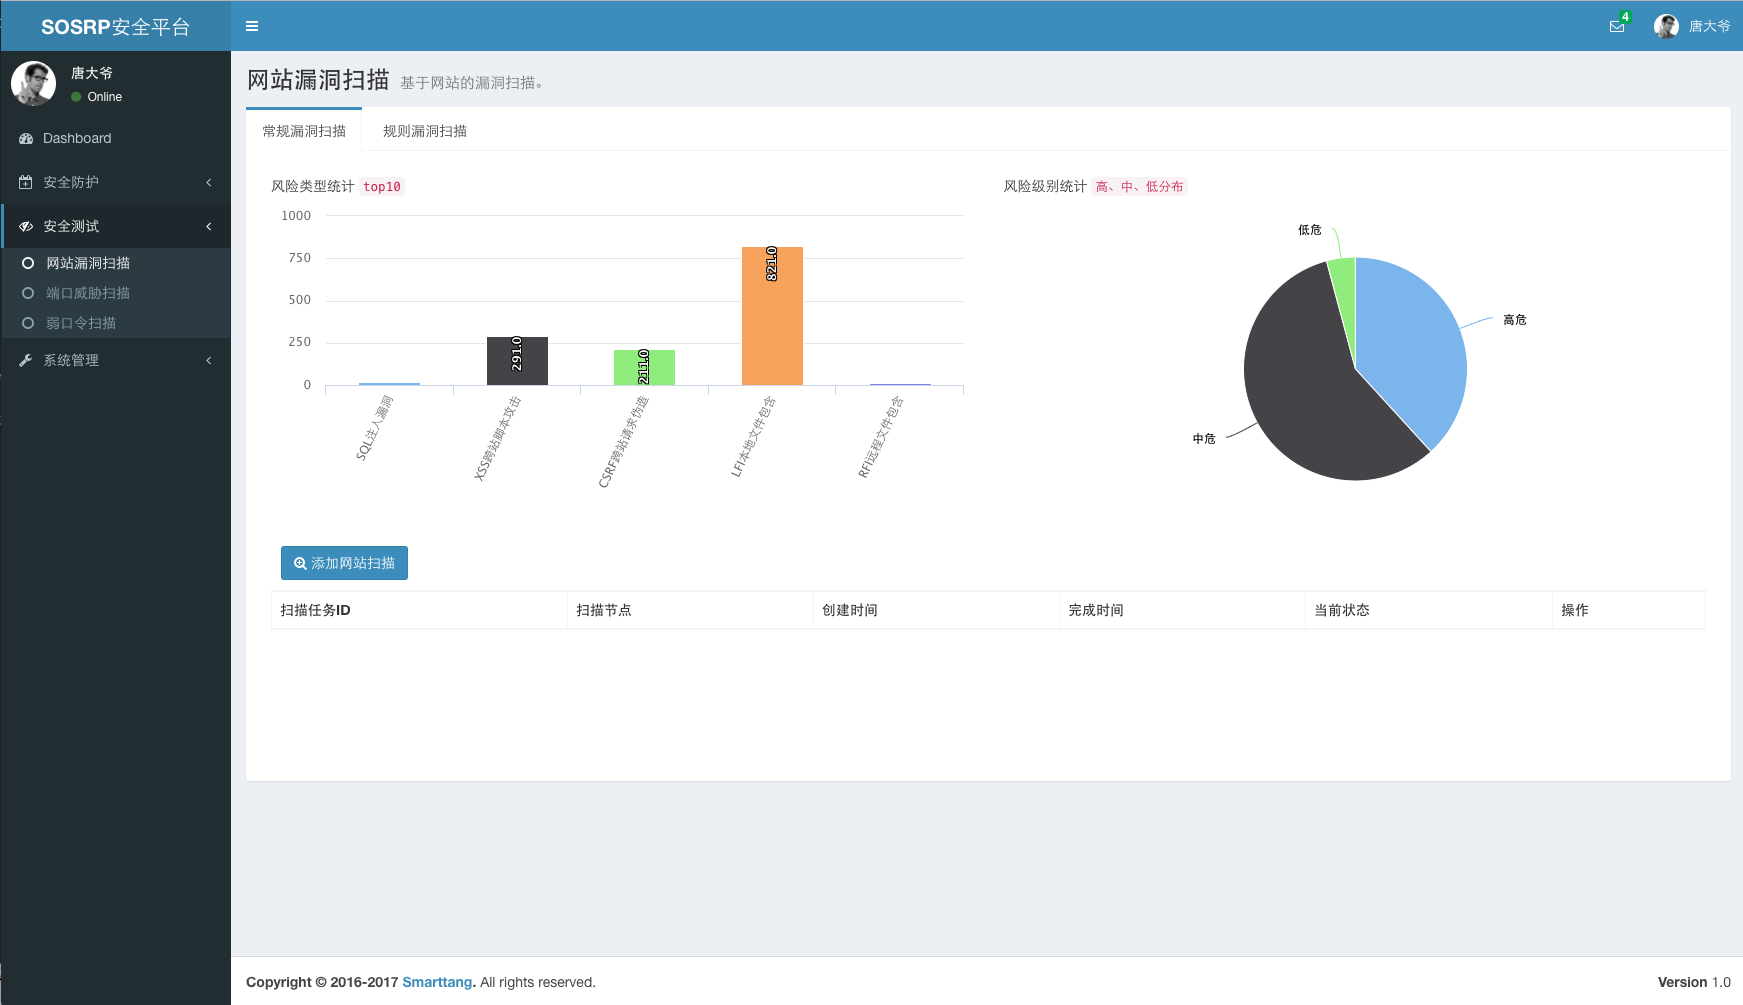 SOSRP安全平台
4
唐大爷
唐大爷
Online
Dashboard
安全防护
安全测试
网站漏洞扫描
端口威胁扫描
弱口令扫描
系统管理
网站漏洞扫描 基于网站的漏洞扫描。
常规漏洞扫描 规则漏洞扫描
风险类型统计 top10
1000
750
500
250
0
291.0
211.0
821.0
SQL注入漏洞
XSS跨站脚本攻击
CSRF跨站请求伪造
LFI本地文件包含
RFI远程文件包含
风险级别统计 高、中、低分布
低危
高危
中危
添加网站扫描
扫描任务ID 扫描节点 创建时间 完成时间 当前状态 操作
Copyright © 2016-2017 Smarttang. All rights reserved.
Version 1.0